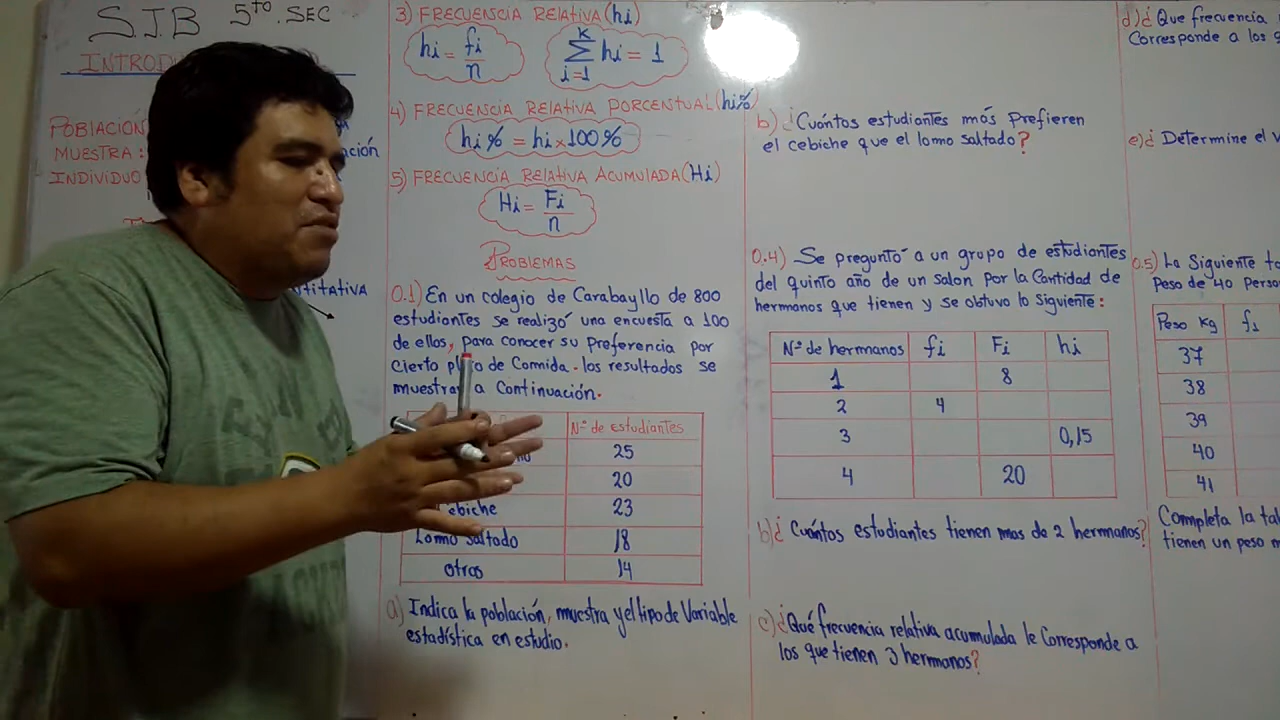 SJB 5to. SEC
POBLACIÓN
MUESTRA:
INDIVIDUO
3) FRECUENCIA RELATIVA (hi)
hi = fi/n
K ∑ i=1 hi = 1
4) FRECUENCIA RELATIVA PORCENTUAL (hi%)
hi % = hi x 100 %
5) FRECUENCIA RELATIVA ACUMULADA (Hi)
Hi = Fi/n
PROBLEMAS
0.1) En un colegio de Carabayllo de 800
estudiantes se realizó una encuesta a 100
de ellos, para conocer su preferencia por
cierto de Comida. los resultados se
a Continuación.
N° de estudiantes
25
20
23
Lomo saltado 18
otros 14
a) Indica la población, muestra y el tipo de Variable
estadística en estudio.
b) ¿Cuántos estudiantes más Prefieren
el cebiche que el lomo saltado?
0.4) Se preguntó a un grupo de estudiantes
del quinto año de un salon por la Cantidad de
hermanos que tienen y se obtuvo lo siguiente:
N° de hermanos fi Fi hi
1 8
2 4
3 0,15
4 20
b) ¿ Cuántos estudiantes tienen mas de 2 hermanos?
c) ¿Qué frecuencia relativa acumulada le Corresponde a
los que tienen 3 hermanos?
d) ¿ Que frecuencia
Corresponde a los
e) ¿ Determine el
0.5) La Siguiente
Peso de 40
Peso Kg f1
37
38
39
40
41
Completa la
tienen un peso